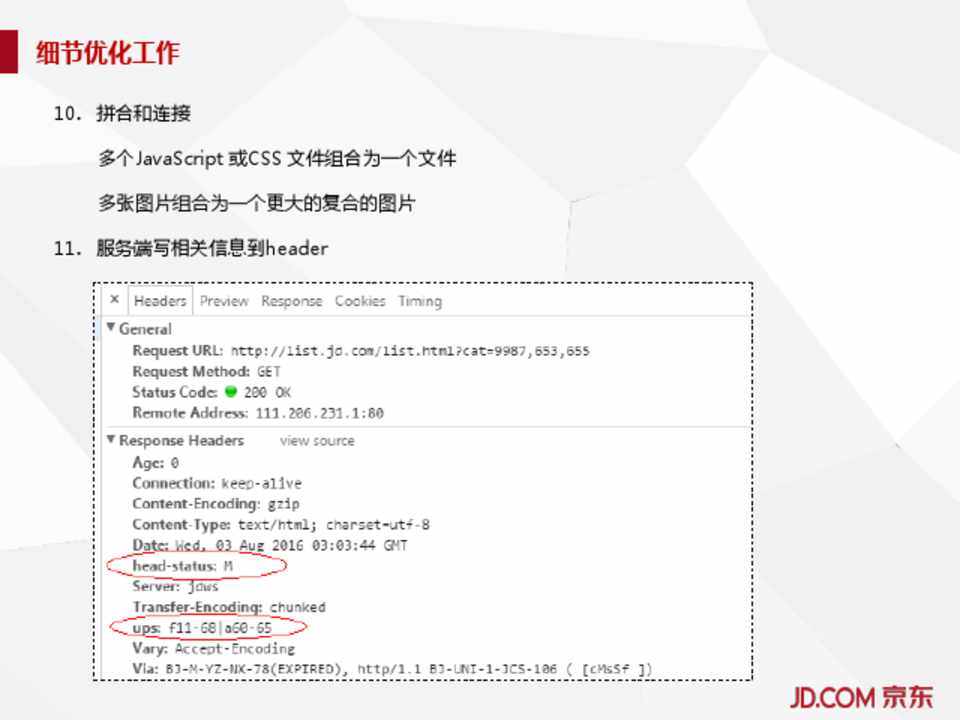 细节优化工作
10. 拼合和连接
多个JavaScript 或CSS 文件组合为一个文件
多张图片组合为一个更大的复合的图片
11. 服务端写相关信息到header
× Headers Preview Response Cookies Timing
▼ General
Request URL: http://list.jd.com/list.html?cat=9987,653,655
Request Method: GET
Status Code: 200 OK
Remote Address: 111.206.231.1:80
▼ Response Headers view source
Age: 0
Connection: keep-alive
Content-Encoding: gzip
Content-Type: text/html; charset=utf-8
Date: Wed, 03 Aug 2016 03:03:44 GMT
head-status: M
Server: jdws
Transfer-Encoding: chunked
ups: f11-68|a60-65
Vary: Accept-Encoding
Via: BJ-M-YZ-NX-78(EXPIRED), http/1.1 BJ-UNI-1-JCS-106 ( [cMsSf ])
JD.COM 京东